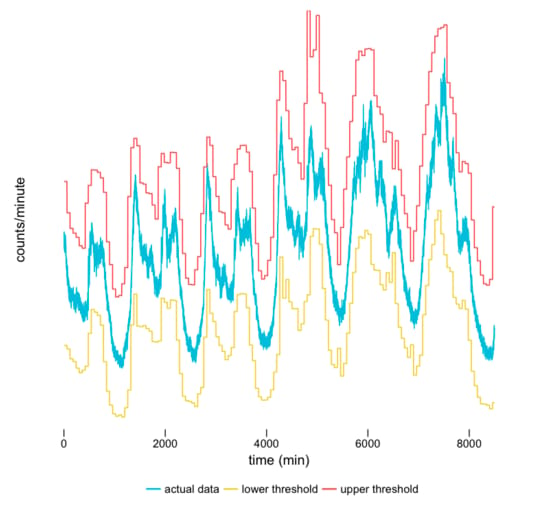 counts/minute
0 2000 4000 6000 8000
time (min)
actual data lower threshold upper threshold